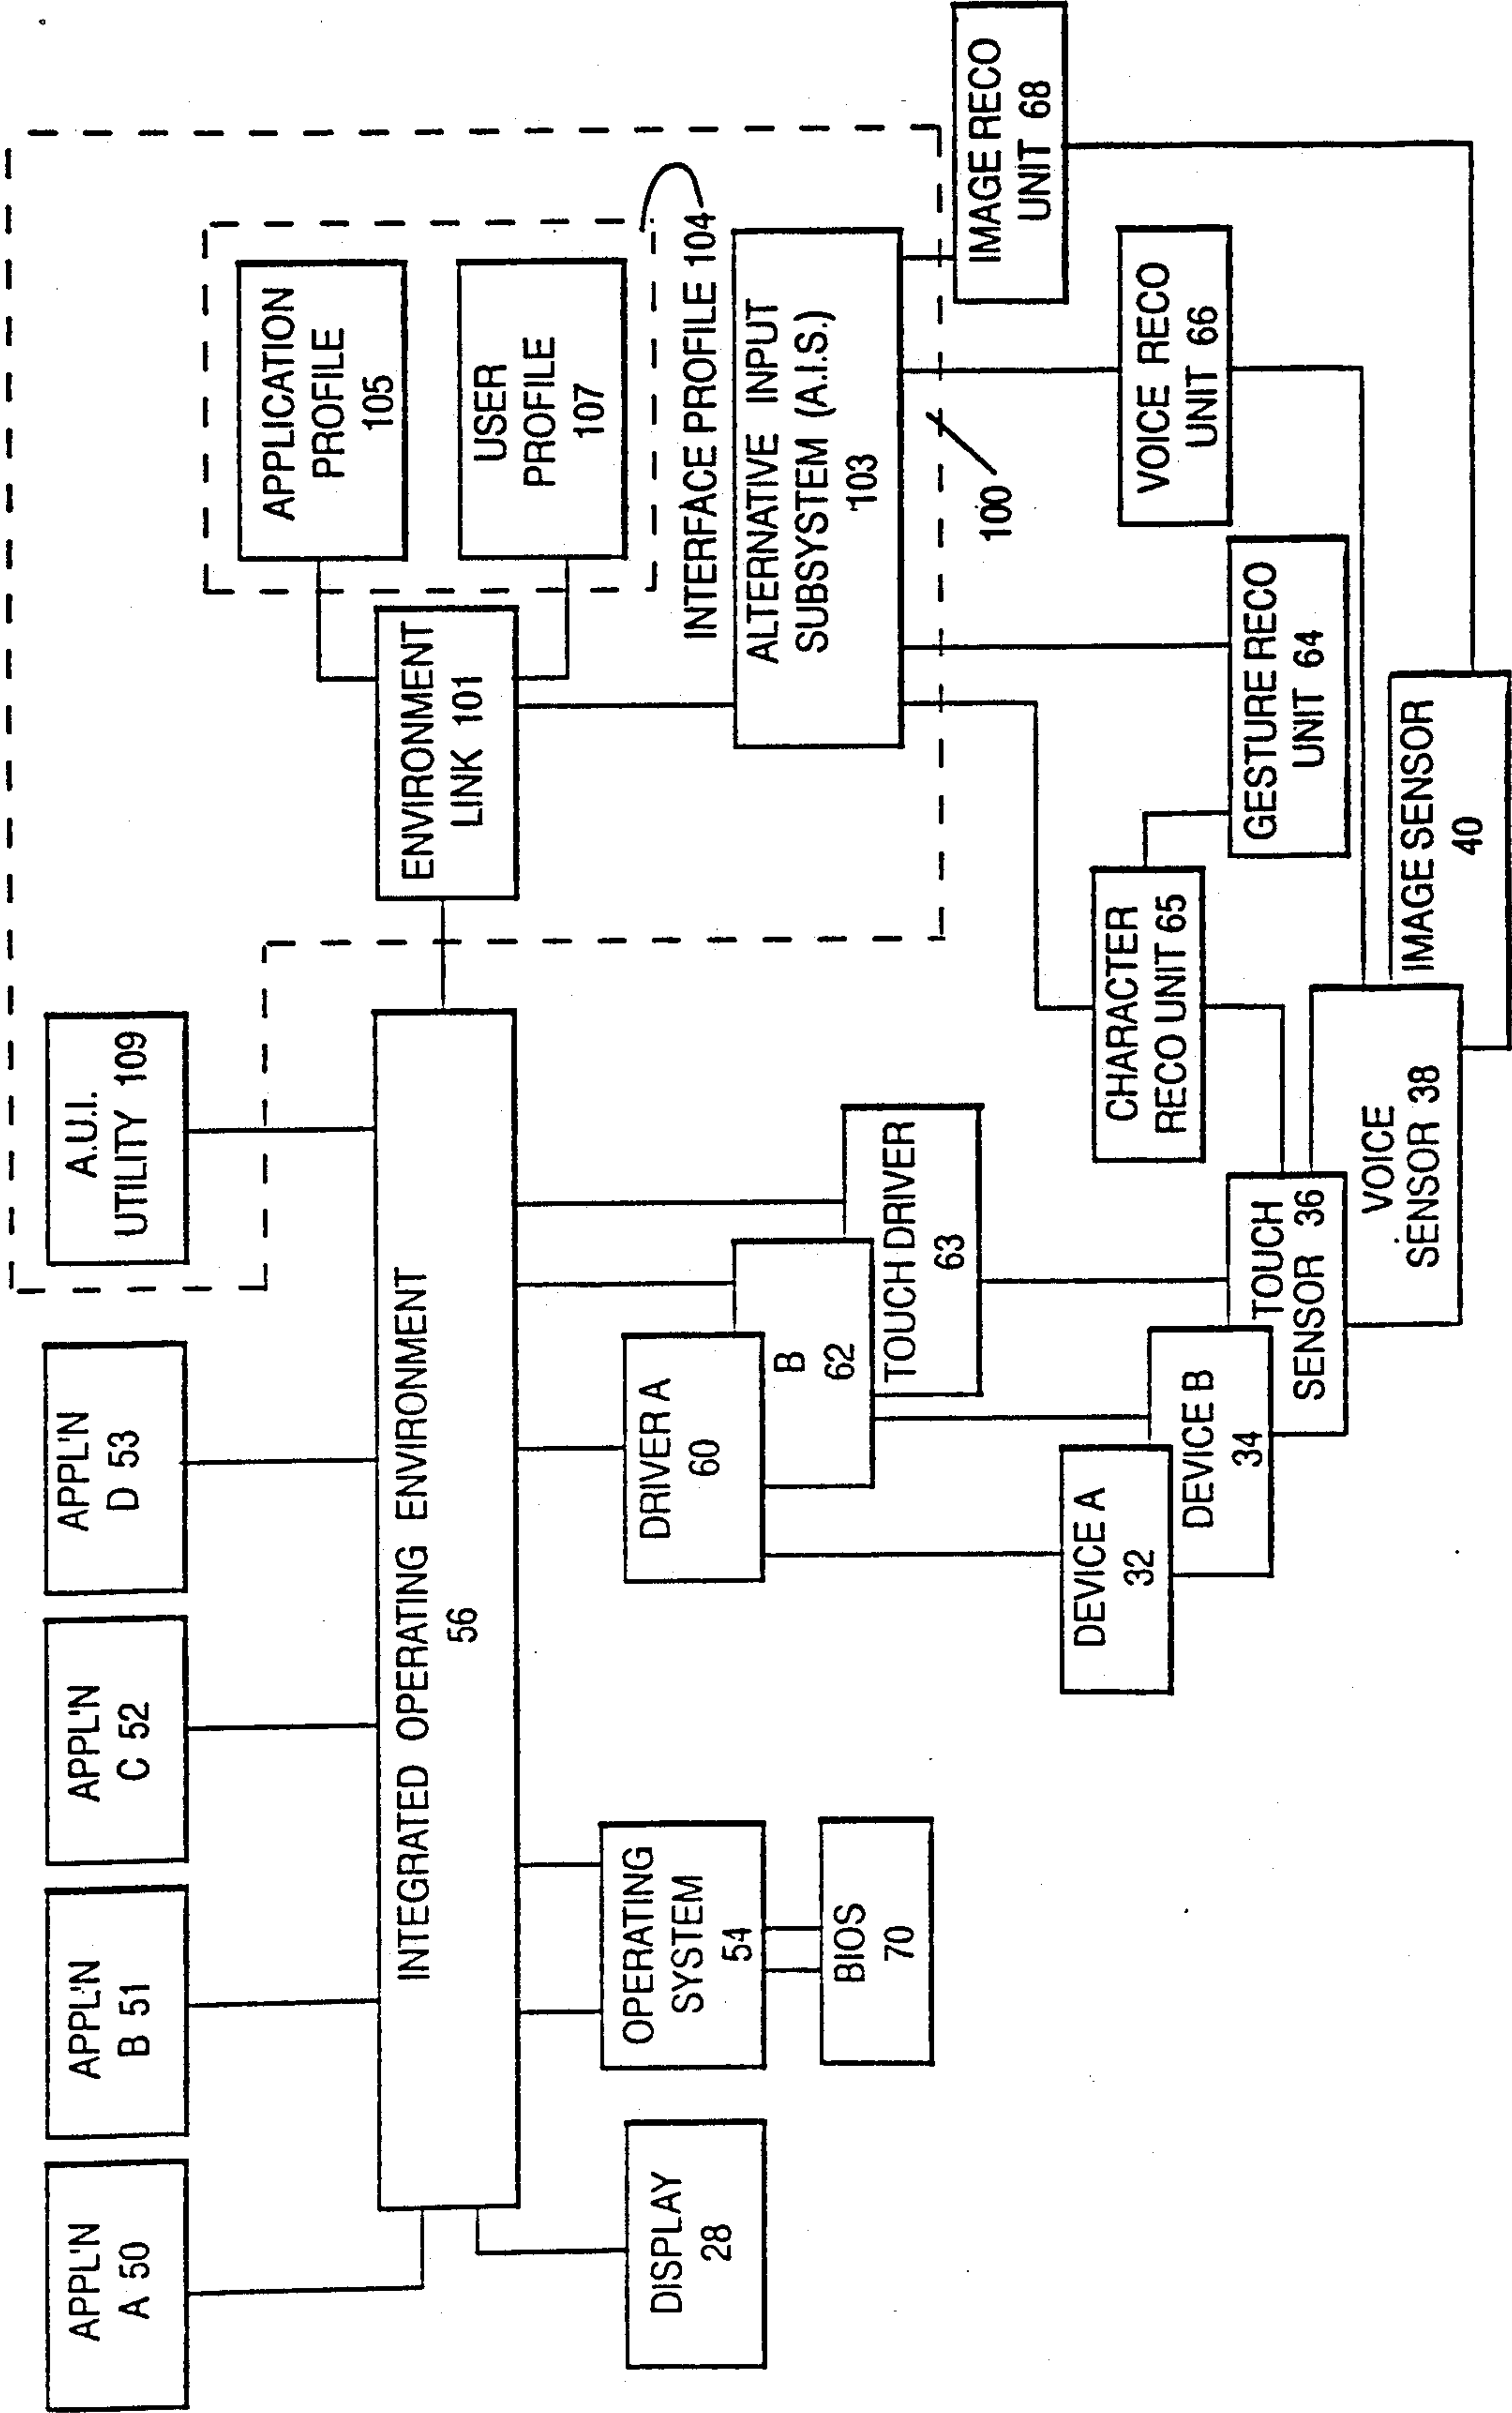 APPL'N
A 50
APPL'N
B 51
APPL'N
C 52
APPL'N
D 53
A.U.I.
UTILITY 109
INTEGRATED OPERATING ENVIRONMENT
56
ENVIRONMENT
LINK 101
APPLICATION
PROFILE
105
USER
PROFILE
107
INTERFACE PROFILE 104
ALTERNATIVE INPUT
SUBSYSTEM (A.I.S.)
103
100
DISPLAY
28
OPERATING
SYSTEM
54
BIOS
70
DRIVER A
60
B
62
TOUCH DRIVER
63
DEVICE A
32
DEVICE B
34
TOUCH
SENSOR 36
VOICE
SENSOR 38
IMAGE SENSOR
40
CHARACTER
RECO UNIT 65
GESTURE RECO
UNIT 64
VOICE RECO
UNIT 66
IMAGE RECO
UNIT 68